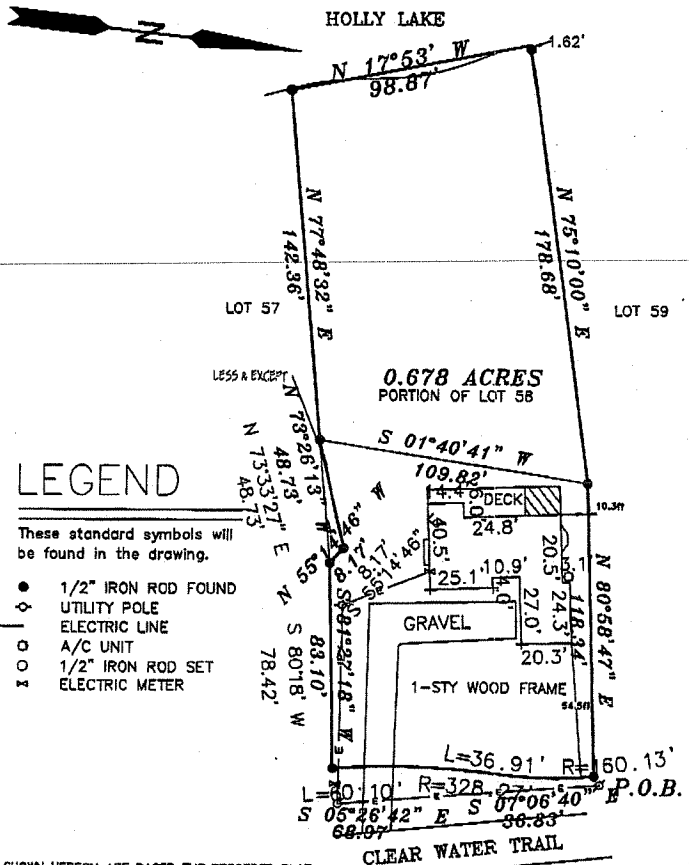 HOLLY LAKE
N
1.62'
N 17°53' W
98.87'
N 77°48'32" E
142.36'
N 75°10'00" E
178.68'
LOT 57
LOT 59
LESS & EXCEPT
0.678 ACRES
PORTION OF LOT 58
S 01°40'41" W
109.82'
N 73°26'13" W
48.73'
N 73°33'27" E
48.73'
N 55°14'46" W
8.17'
S 55°14'46"
8.17'
DECK
10.3ft
24.8'
40.5'
20.5'
3.1
25.1'
10.9'
27.0'
24.3'
20.3'
N 80°58'47" E
118.34'
GRAVEL
1-STY WOOD FRAME
54.5ft
S 81°27'18" W
83.10'
S 80°18' W
78.42'
LEGEND
These standard symbols will
be found in the drawing.
1/2" IRON ROD FOUND
UTILITY POLE
ELECTRIC LINE
A/C UNIT
1/2" IRON ROD SET
ELECTRIC METER
E
L=36.91'
R=160.13'
P.O.B.
L=60.10'
S 05°26'42" E
68.97'
S 07°06'40" E
36.83'
CLEAR WATER TRAIL